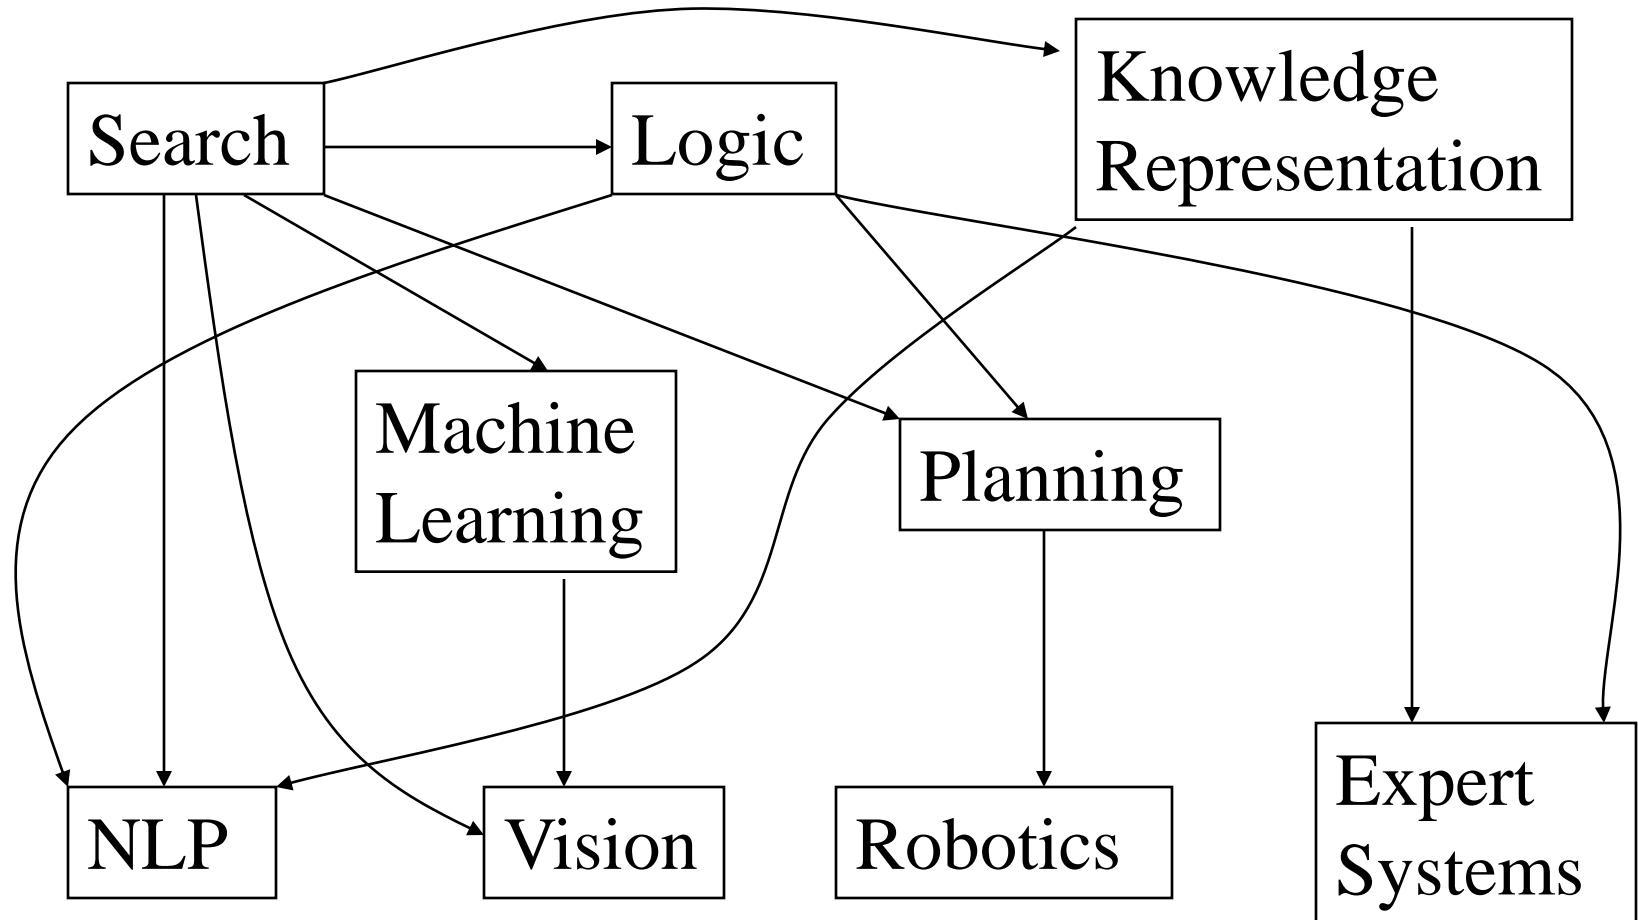 Search
Logic
Knowledge
Representation
Machine
Learning
Planning
NLP
Vision
Robotics
Expert
Systems